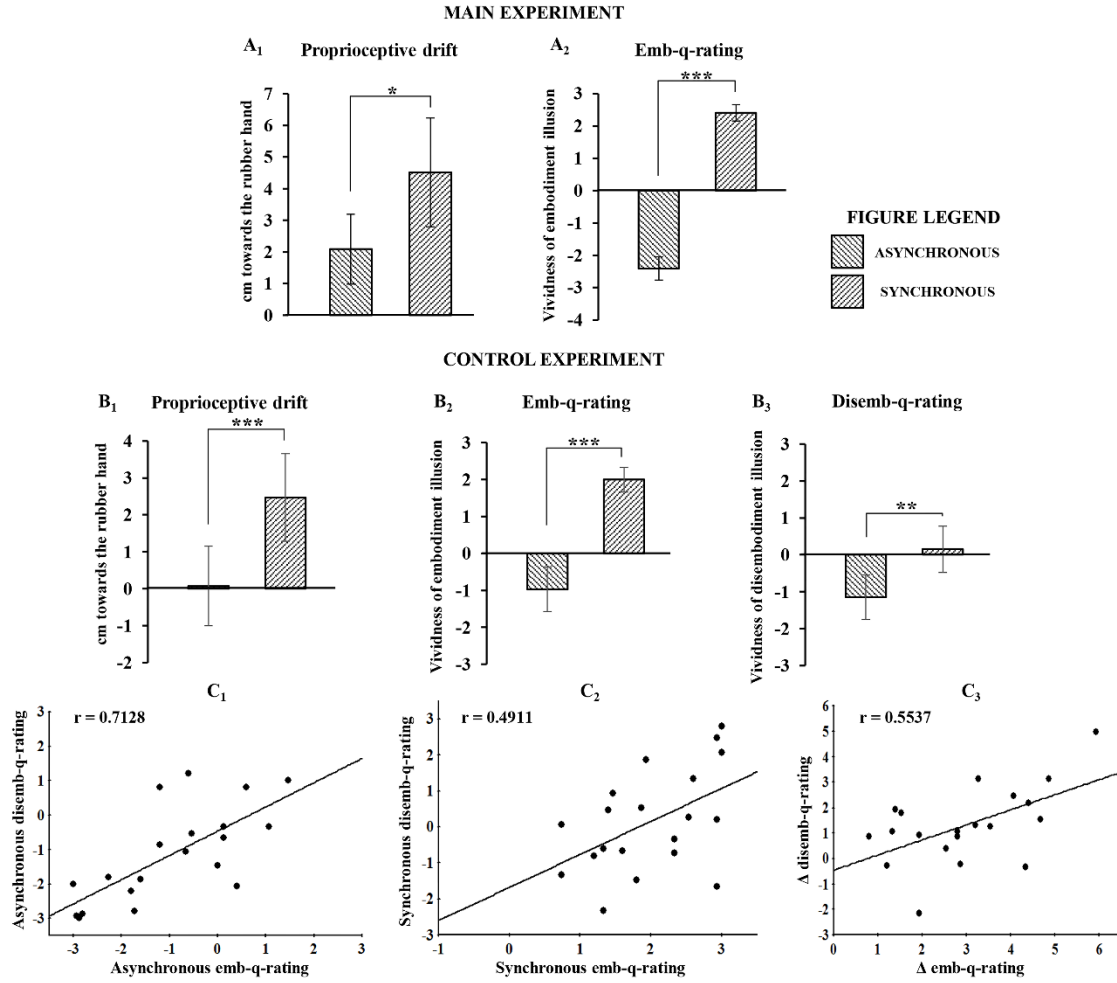 MAIN EXPERIMENT
A1 Proprioceptive drift
cm towards the rubber hand
7
6
5
4
3
2
1
0
*
A2 Emb-q-rating
Vividness of embodiment illusion
3
2
1
0
-1
-2
-3
-4
***
FIGURE LEGEND
ASYNCHRONOUS
SYNCHRONOUS
CONTROL EXPERIMENT
B1 Proprioceptive drift
cm towards the rubber hand
4
3
2
1
0
-1
-2
***
B2 Emb-q-rating
Vividness of embodiment illusion
3
2
1
0
-1
-2
-3
***
B3 Disemb-q-rating
Vividness of disembodiment illusion
3
2
1
0
-1
-2
-3
**
C1
r = 0.7128
Asynchronous disemb-q-rating
3
2
1
0
-1
-2
-3
-3 -2 -1 0 1 2 3
Asynchronous emb-q-rating
C2
r = 0.4911
Synchronous disemb-q-rating
3
2
1
0
-1
-2
-3
-1 0 1 2 3
Synchronous emb-q-rating
C3
r = 0.5537
Δ disemb-q-rating
6
5
4
3
2
1
0
-1
-2
-3
-1 0 1 2 3 4 5 6
Δ emb-q-rating